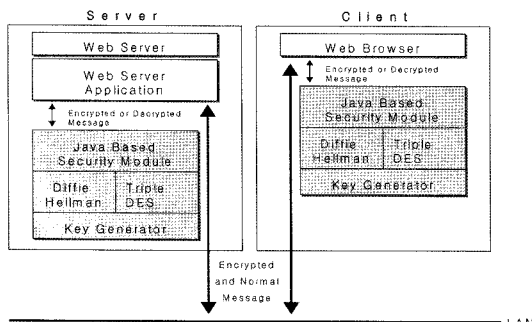 Server
Web Server
Web Server
Application
Encrypted or Decrypted
Message
Java Based
Security Module
Diffie
Hellman
Triple
DES
Key Generator
Client
Web Browser
Encrypted or Decrypted
Message
Java Based
Security Module
Diffie
Hellman
Triple
DES
Key Generator
Encrypted
and Normal
Message
LAN